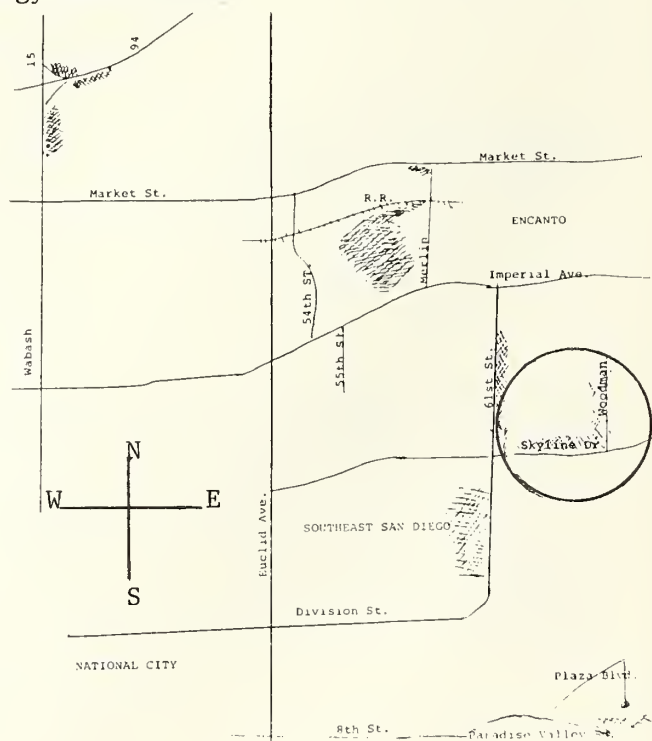 gy
15
94
Market St.
Market St.
R.R.
ENCANTO
Merlin
Imperial Ave.
54th ST.
55th St.
Wabash
61st St.
Woodman
Skyline Dr
N
W E
S
Euclid Ave.
SOUTHEAST SAN DIEGO
Division St.
NATIONAL CITY
Plaza Blvd.
8th St.
Paradise Valley